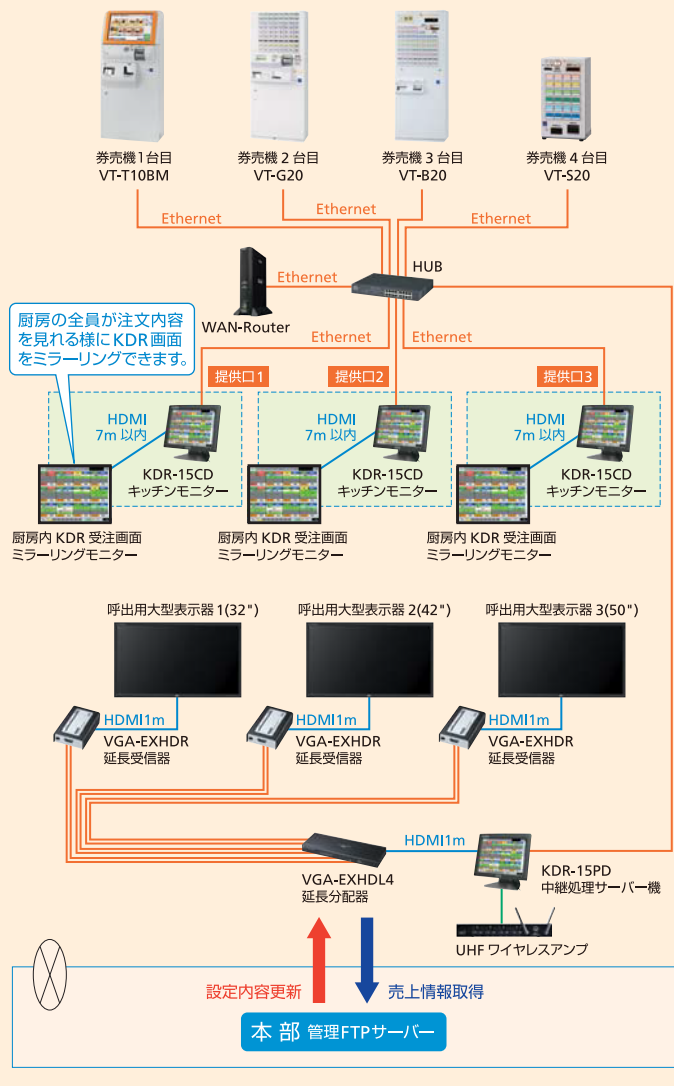 券売機1台目
VT-T10BM
券売機 2 台目
VT-G20
券売機 3 台目
VT-B20
券売機 4 台目
VT-S20
Ethernet
Ethernet
Ethernet
Ethernet
HUB
Ethernet
WAN-Router
Ethernet
Ethernet
厨房の全員が注文内容
を見れる様にKDR画面
をミラーリングできます。
提供口1
提供口2
提供口3
HDMI
7m 以内
KDR-15CD
キッチンモニター
厨房内 KDR 受注画面
ミラーリングモニター
HDMI
7m 以内
KDR-15CD
キッチンモニター
厨房内 KDR 受注画面
ミラーリングモニター
HDMI
7m 以内
KDR-15CD
キッチンモニター
厨房内 KDR 受注画面
ミラーリングモニター
呼出用大型表示器 1(32")
呼出用大型表示器 2(42")
呼出用大型表示器 3(50")
HDMI1m
VGA-EXHDR
延長受信器
HDMI1m
VGA-EXHDR
延長受信器
HDMI1m
VGA-EXHDR
延長受信器
HDMI1m
VGA-EXHDL4
延長分配器
KDR-15PD
中継処理サーバー機
UHF ワイヤレスアンプ
設定内容更新
売上情報取得
本 部 管理FTPサーバー